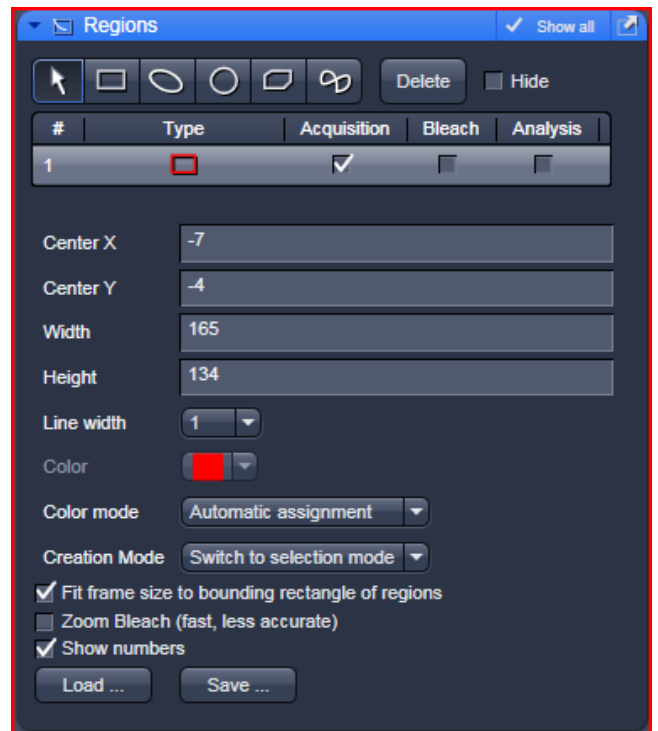 Regions Show all
Delete Hide
# Type Acquisition Bleach Analysis
1
Center X -7
Center Y -4
Width 165
Height 134
Line width 1
Color
Color mode Automatic assignment
Creation Mode Switch to selection mode
Fit frame size to bounding rectangle of regions
Zoom Bleach (fast, less accurate)
Show numbers
Load ... Save ...